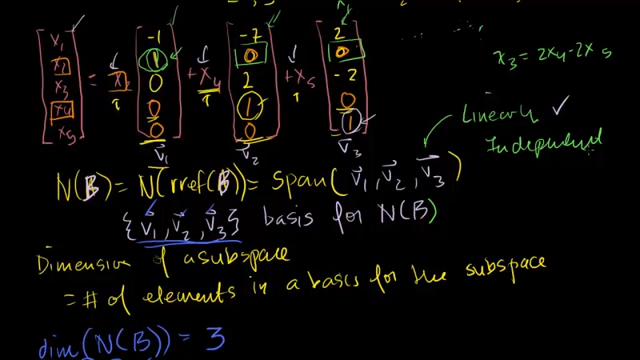 x₃ = 2x₄ - 2x₅
[x₁ x₂ x₃ x₄ x₅] = x₂ [-1 1 0 0 0] + x₄ [-7 0 2 1 0] + x₅ [2 0 -2 0 1]
v₁ v₂ v₃
Linearly ✓
Independent
N(B) = N(rref(B)) = span(v₁, v₂, v₃)
{v₁, v₂, v₃} basis for N(B)
Dimension of a subspace
= # of elements in a basis for the subspace
dim(N(B)) = 3